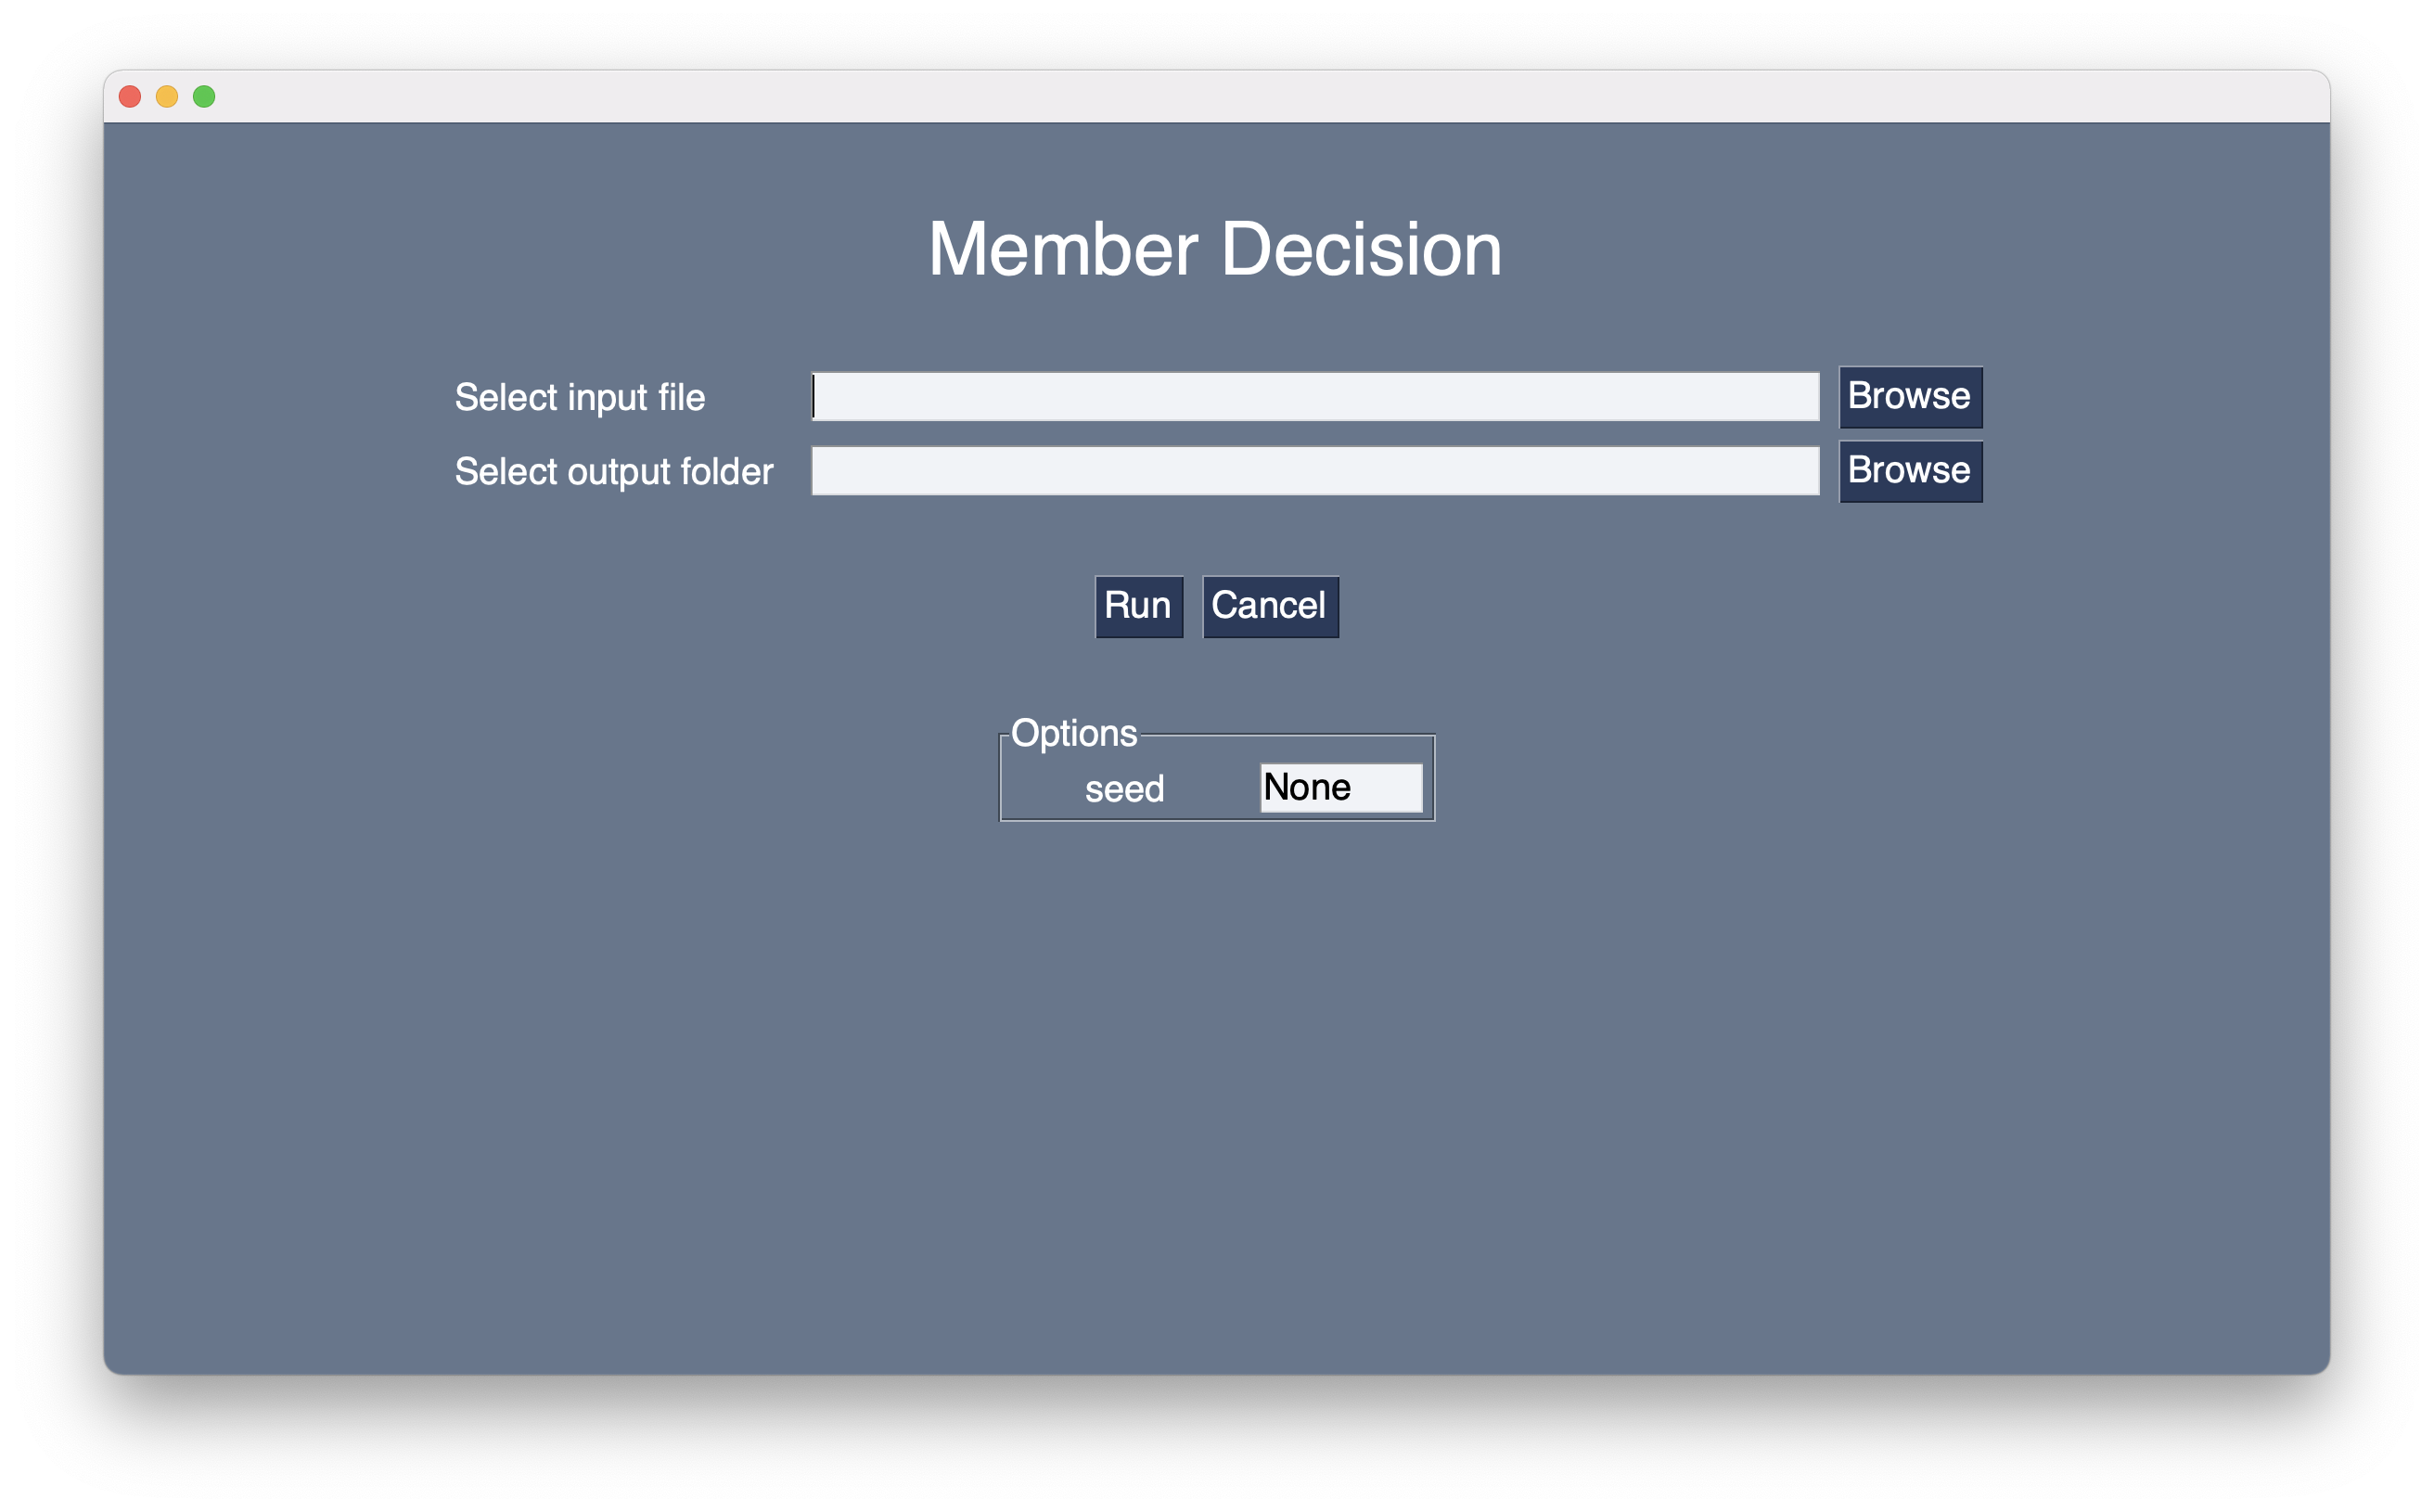 Member Decision
Select input file Browse
Select output folder Browse
Run Cancel
Options
seed None